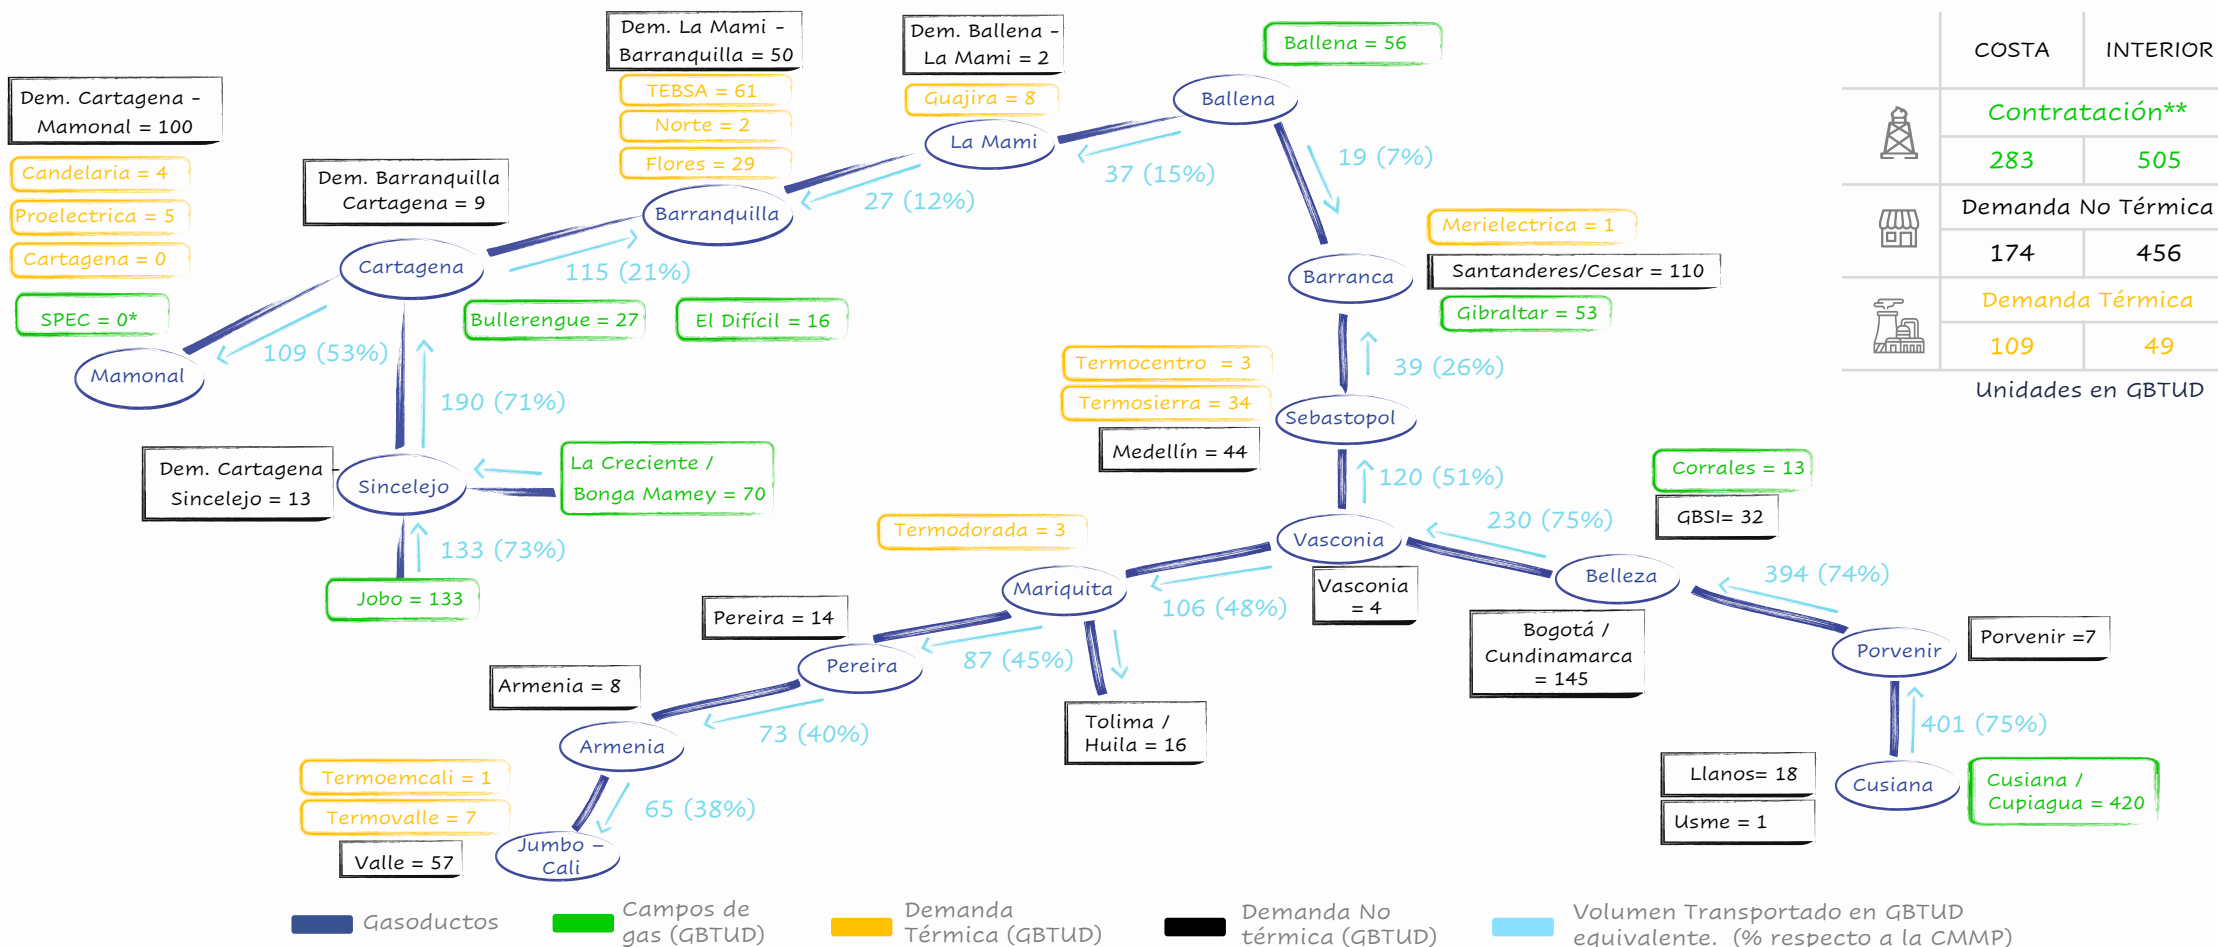 Dem. Cartagena -
Mamonal = 100
Candelaria = 4
Proelectrica = 5
Cartagena = 0
SPEC = 0*
Mamonal
109 (53%)
Dem. Barranquilla
Cartagena = 9
Cartagena
115 (21%)
Bullerengue = 27
El Difícil = 16
190 (71%)
Dem. Cartagena -
Sincelejo = 13
Sincelejo
La Creciente /
Bonga Mamey = 70
133 (73%)
Jobo = 133
Dem. La Mami -
Barranquilla = 50
TEBSA = 61
Norte = 2
Flores = 29
Barranquilla
27 (12%)
Dem. Ballena -
La Mami = 2
Guajira = 8
La Mami
37 (15%)
Ballena = 56
Ballena
19 (7%)
Merielectrica = 1
Santanderes/Cesar = 110
Gibraltar = 53
Barranca
39 (26%)
Termocentro = 3
Termosierra = 34
Medellín = 44
Sebastopol
120 (51%)
Corrales = 13
GBSI= 32
230 (75%)
Vasconia
Vasconia
= 4
Belleza
394 (74%)
Bogotá /
Cundinamarca
= 145
Porvenir
Porvenir =7
401 (75%)
Llanos= 18
Usme = 1
Cusiana
Cusiana /
Cupiagua = 420
Termodorada = 3
Mariquita
106 (48%)
Tolima /
Huila = 16
Pereira = 14
87 (45%)
Pereira
Armenia = 8
73 (40%)
Armenia
65 (38%)
Termoemcali = 1
Termovalle = 7
Valle = 57
Jumbo –
Cali
COSTA INTERIOR
Contratación**
283 505
Demanda No Térmica
174 456
Demanda Térmica
109 49
Unidades en GBTUD
Gasoductos
Campos de
gas (GBTUD)
Demanda
Térmica (GBTUD)
Demanda No
térmica (GBTUD)
Volumen Transportado en GBTUD
equivalente. (% respecto a la CMMP)